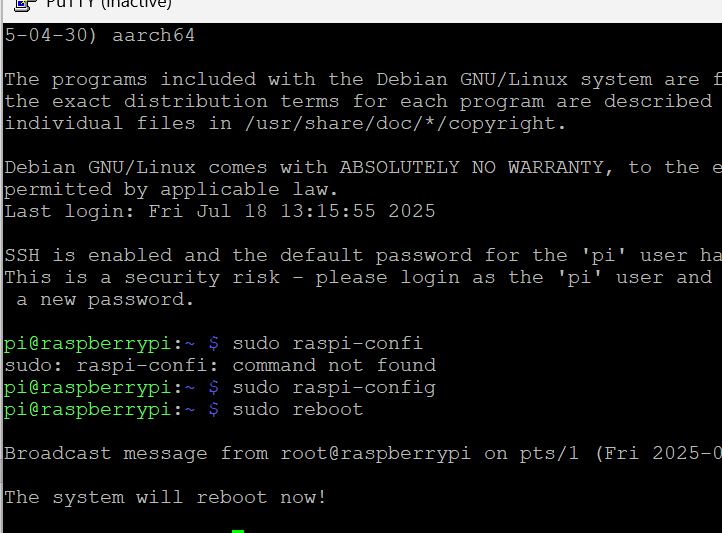 PuTTY (inactive)
5-04-30) aarch64
The programs included with the Debian GNU/Linux system are f
the exact distribution terms for each program are described
individual files in /usr/share/doc/*/copyright.
Debian GNU/Linux comes with ABSOLUTELY NO WARRANTY, to the e
permitted by applicable law.
Last login: Fri Jul 18 13:15:55 2025
SSH is enabled and the default password for the 'pi' user ha
This is a security risk - please login as the 'pi' user and
a new password.
pi@raspberrypi:~ $ sudo raspi-confi
sudo: raspi-confi: command not found
pi@raspberrypi:~ $ sudo raspi-config
pi@raspberrypi:~ $ sudo reboot
Broadcast message from root@raspberrypi on pts/1 (Fri 2025-0
The system will reboot now!